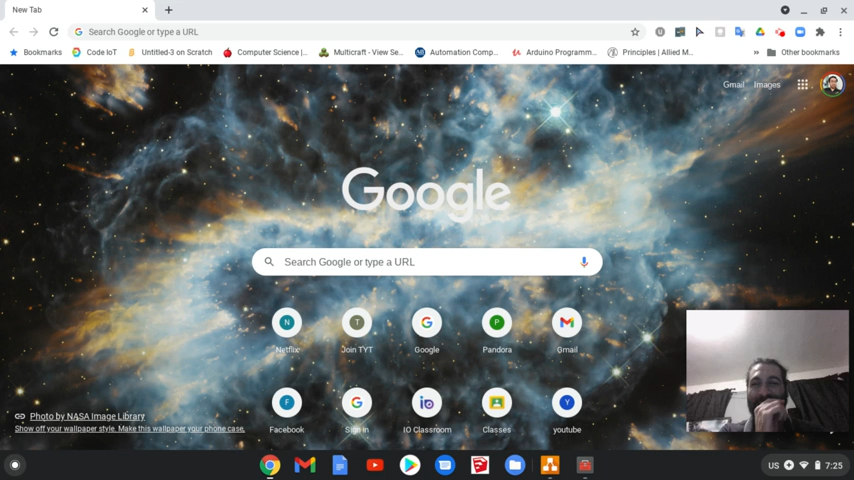 New Tab
Search Google or type a URL
Bookmarks
Code IoT
Untitled-3 on Scratch
Computer Science |...
Multicraft - View Se...
Automation Comp...
Arduino Programm...
Principles | Allied M...
»
Other bookmarks
Gmail
Images
Google
Search Google or type a URL
N
T
P
Netflix
Join TYT
Google
Pandora
Gmail
F
Y
Facebook
Sign in
IO Classroom
Classes
youtube
Photo by NASA Image Library
Show off your wallpaper style. Make this wallpaper your phone case.
US
7:25